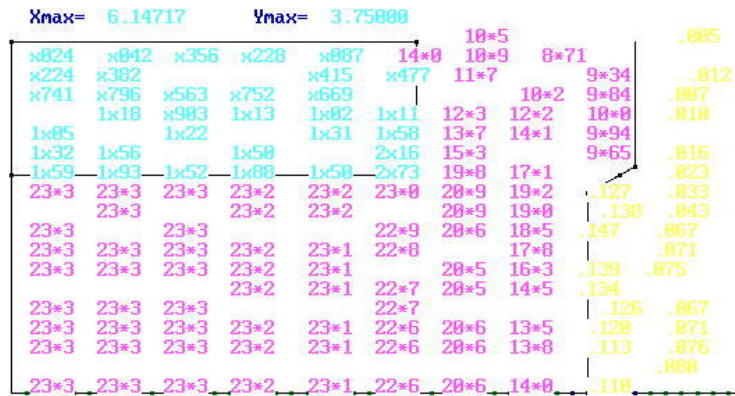 Xmax= 6.14717 Ymax= 3.75000
10*5 .005
x024 x042 x356 x228 x087 14*0 10*9 8*71
x224 x382 x415 x477 11*7 9*34 .012
x741 x796 x563 x752 x669 10*2 9*84 .007
1x18 x903 1x13 1x02 1x11 12*3 12*2 10*0 .010
1x05 1x22 1x31 1x58 13*7 14*1 9*94
1x32 1x56 1x50 2x16 15*3 9*65 .016
1x59 1x93 1x52 1x88 1x50 2x73 19*8 17*1 .023
23*3 23*3 23*3 23*2 23*2 23*0 20*9 19*2 .127 .033
23*3 23*2 23*2 20*9 19*0 .138 .043
23*3 23*3 22*9 20*6 18*5 .147 .067
23*3 23*3 23*3 23*2 23*1 22*8 17*8 .071
23*3 23*3 23*3 23*2 23*1 20*5 16*3 .139 .075
23*2 23*1 22*7 20*5 14*5 .134
23*3 23*3 23*3 22*7 .126 .067
23*3 23*3 23*3 23*2 23*1 22*6 20*6 13*5 .120 .071
23*3 23*3 23*3 23*2 23*1 22*6 20*6 13*8 .113 .076
.080
23*3 23*3 23*3 23*2 23*1 22*6 20*6 14*0 .110